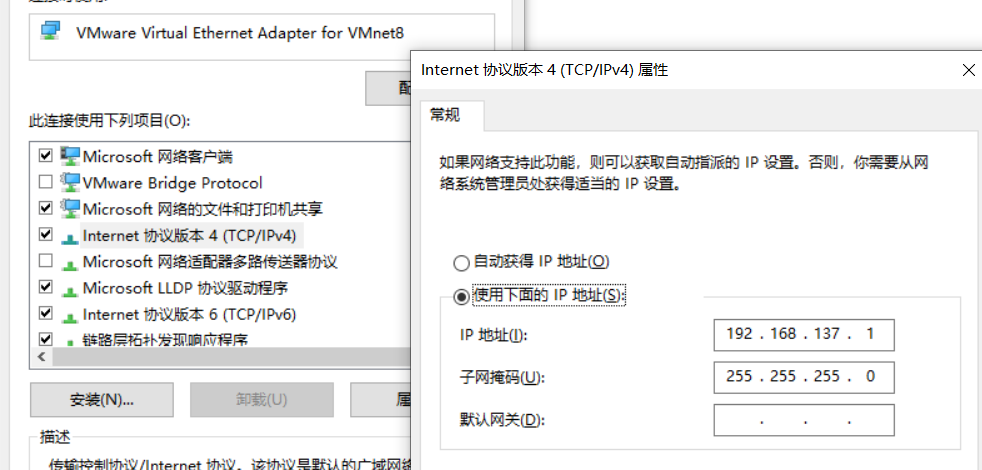 VMware Virtual Ethernet Adapter for VMnet8
此连接使用下列项目(O):
Microsoft 网络客户端
VMware Bridge Protocol
Microsoft 网络的文件和打印机共享
Internet 协议版本 4 (TCP/IPv4)
Microsoft 网络适配器多路传送器协议
Microsoft LLDP 协议驱动程序
Internet 协议版本 6 (TCP/IPv6)
链路层拓扑发现响应程序
安装(N)...
卸载(U)
描述
传输控制协议/Internet 协议。该协议是默认的广域网络
Internet 协议版本 4 (TCP/IPv4) 属性
常规
如果网络支持此功能，则可以获取自动指派的 IP 设置。否则，你需要从网
络系统管理员处获得适当的 IP 设置。
自动获得 IP 地址(O)
使用下面的 IP 地址(S):
IP 地址(I):
192 . 168 . 137 . 1
子网掩码(U):
255 . 255 . 255 . 0
默认网关(D):
. . .